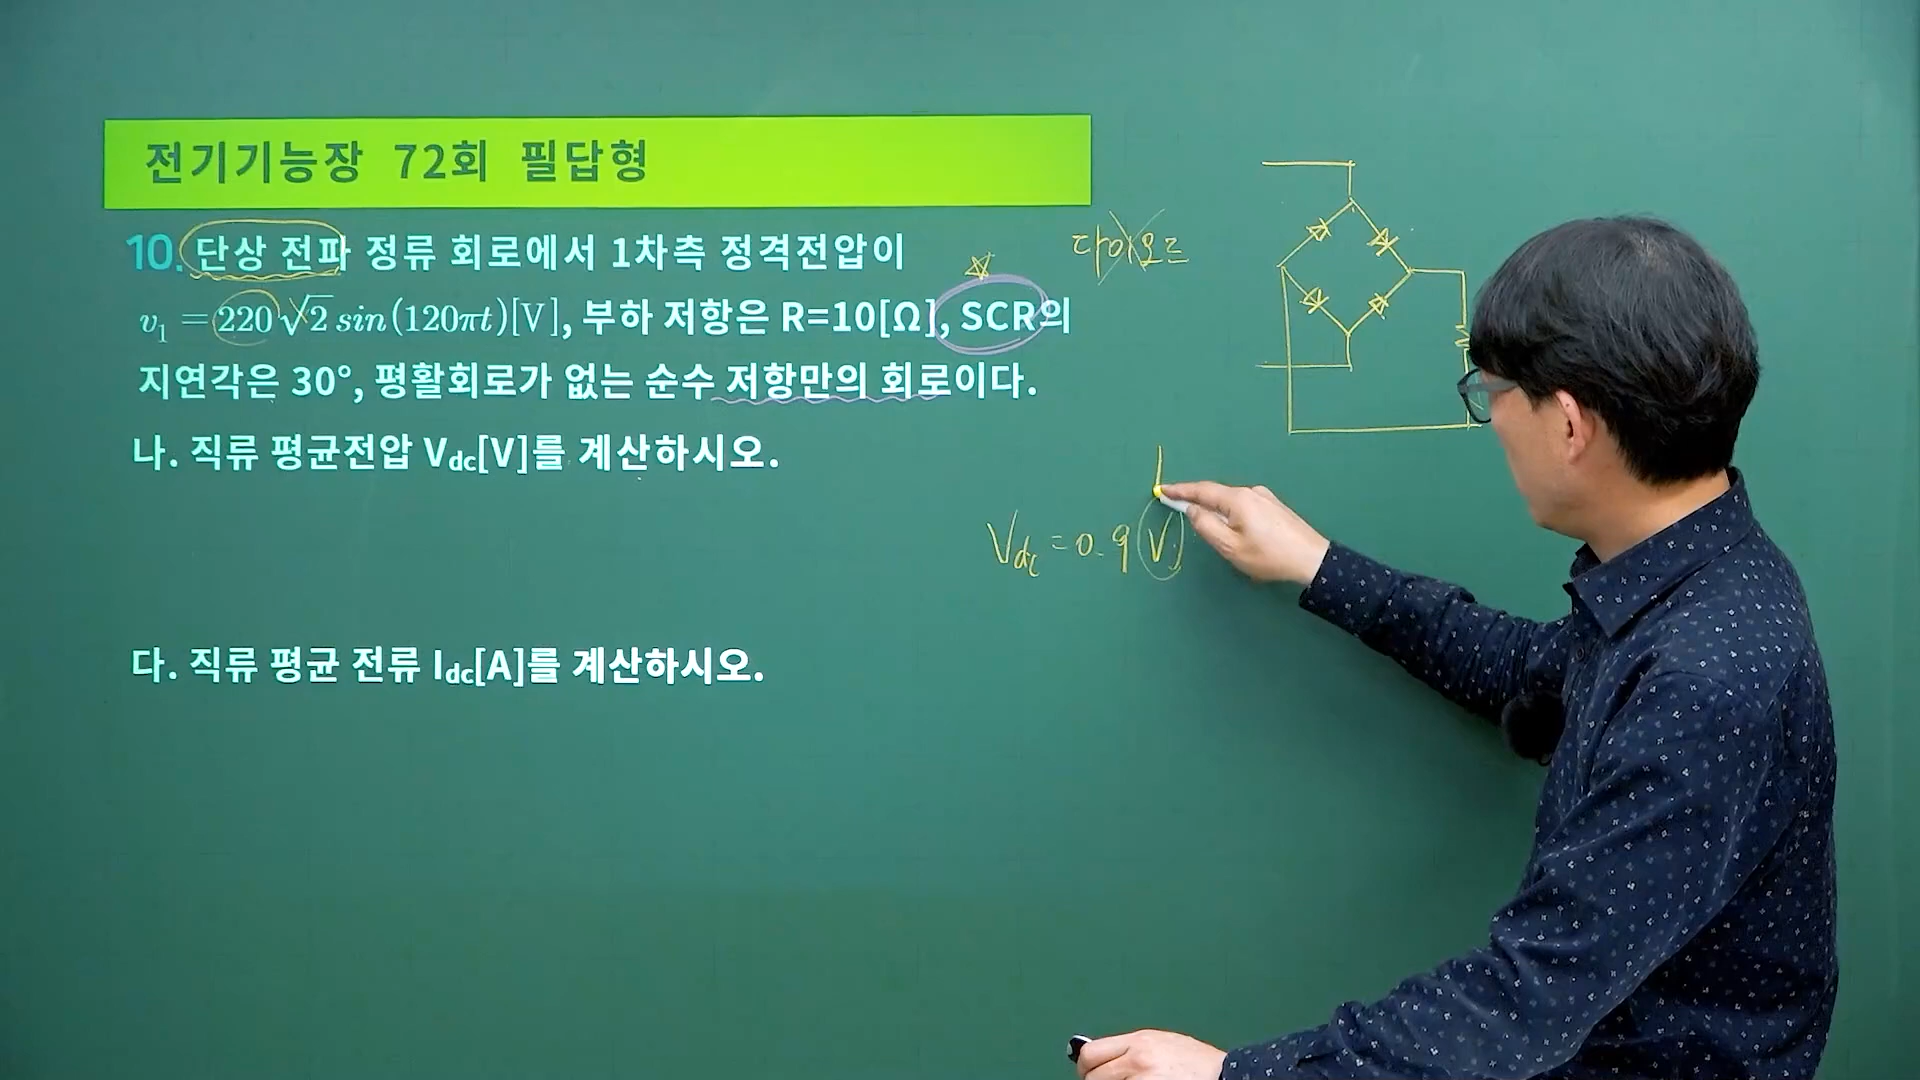 전기기능장 72회 필답형
10. 단상 전파 정류 회로에서 1차측 정격전압이
v₁ = 220√2 sin(120πt)[V], 부하 저항은 R=10[Ω], SCR의
지연각은 30°, 평활회로가 없는 순수 저항만의 회로이다.
나. 직류 평균전압 Vdc[V]를 계산하시오.
다. 직류 평균 전류 Idc[A]를 계산하시오.
다이오드
Vdc = 0.9 V